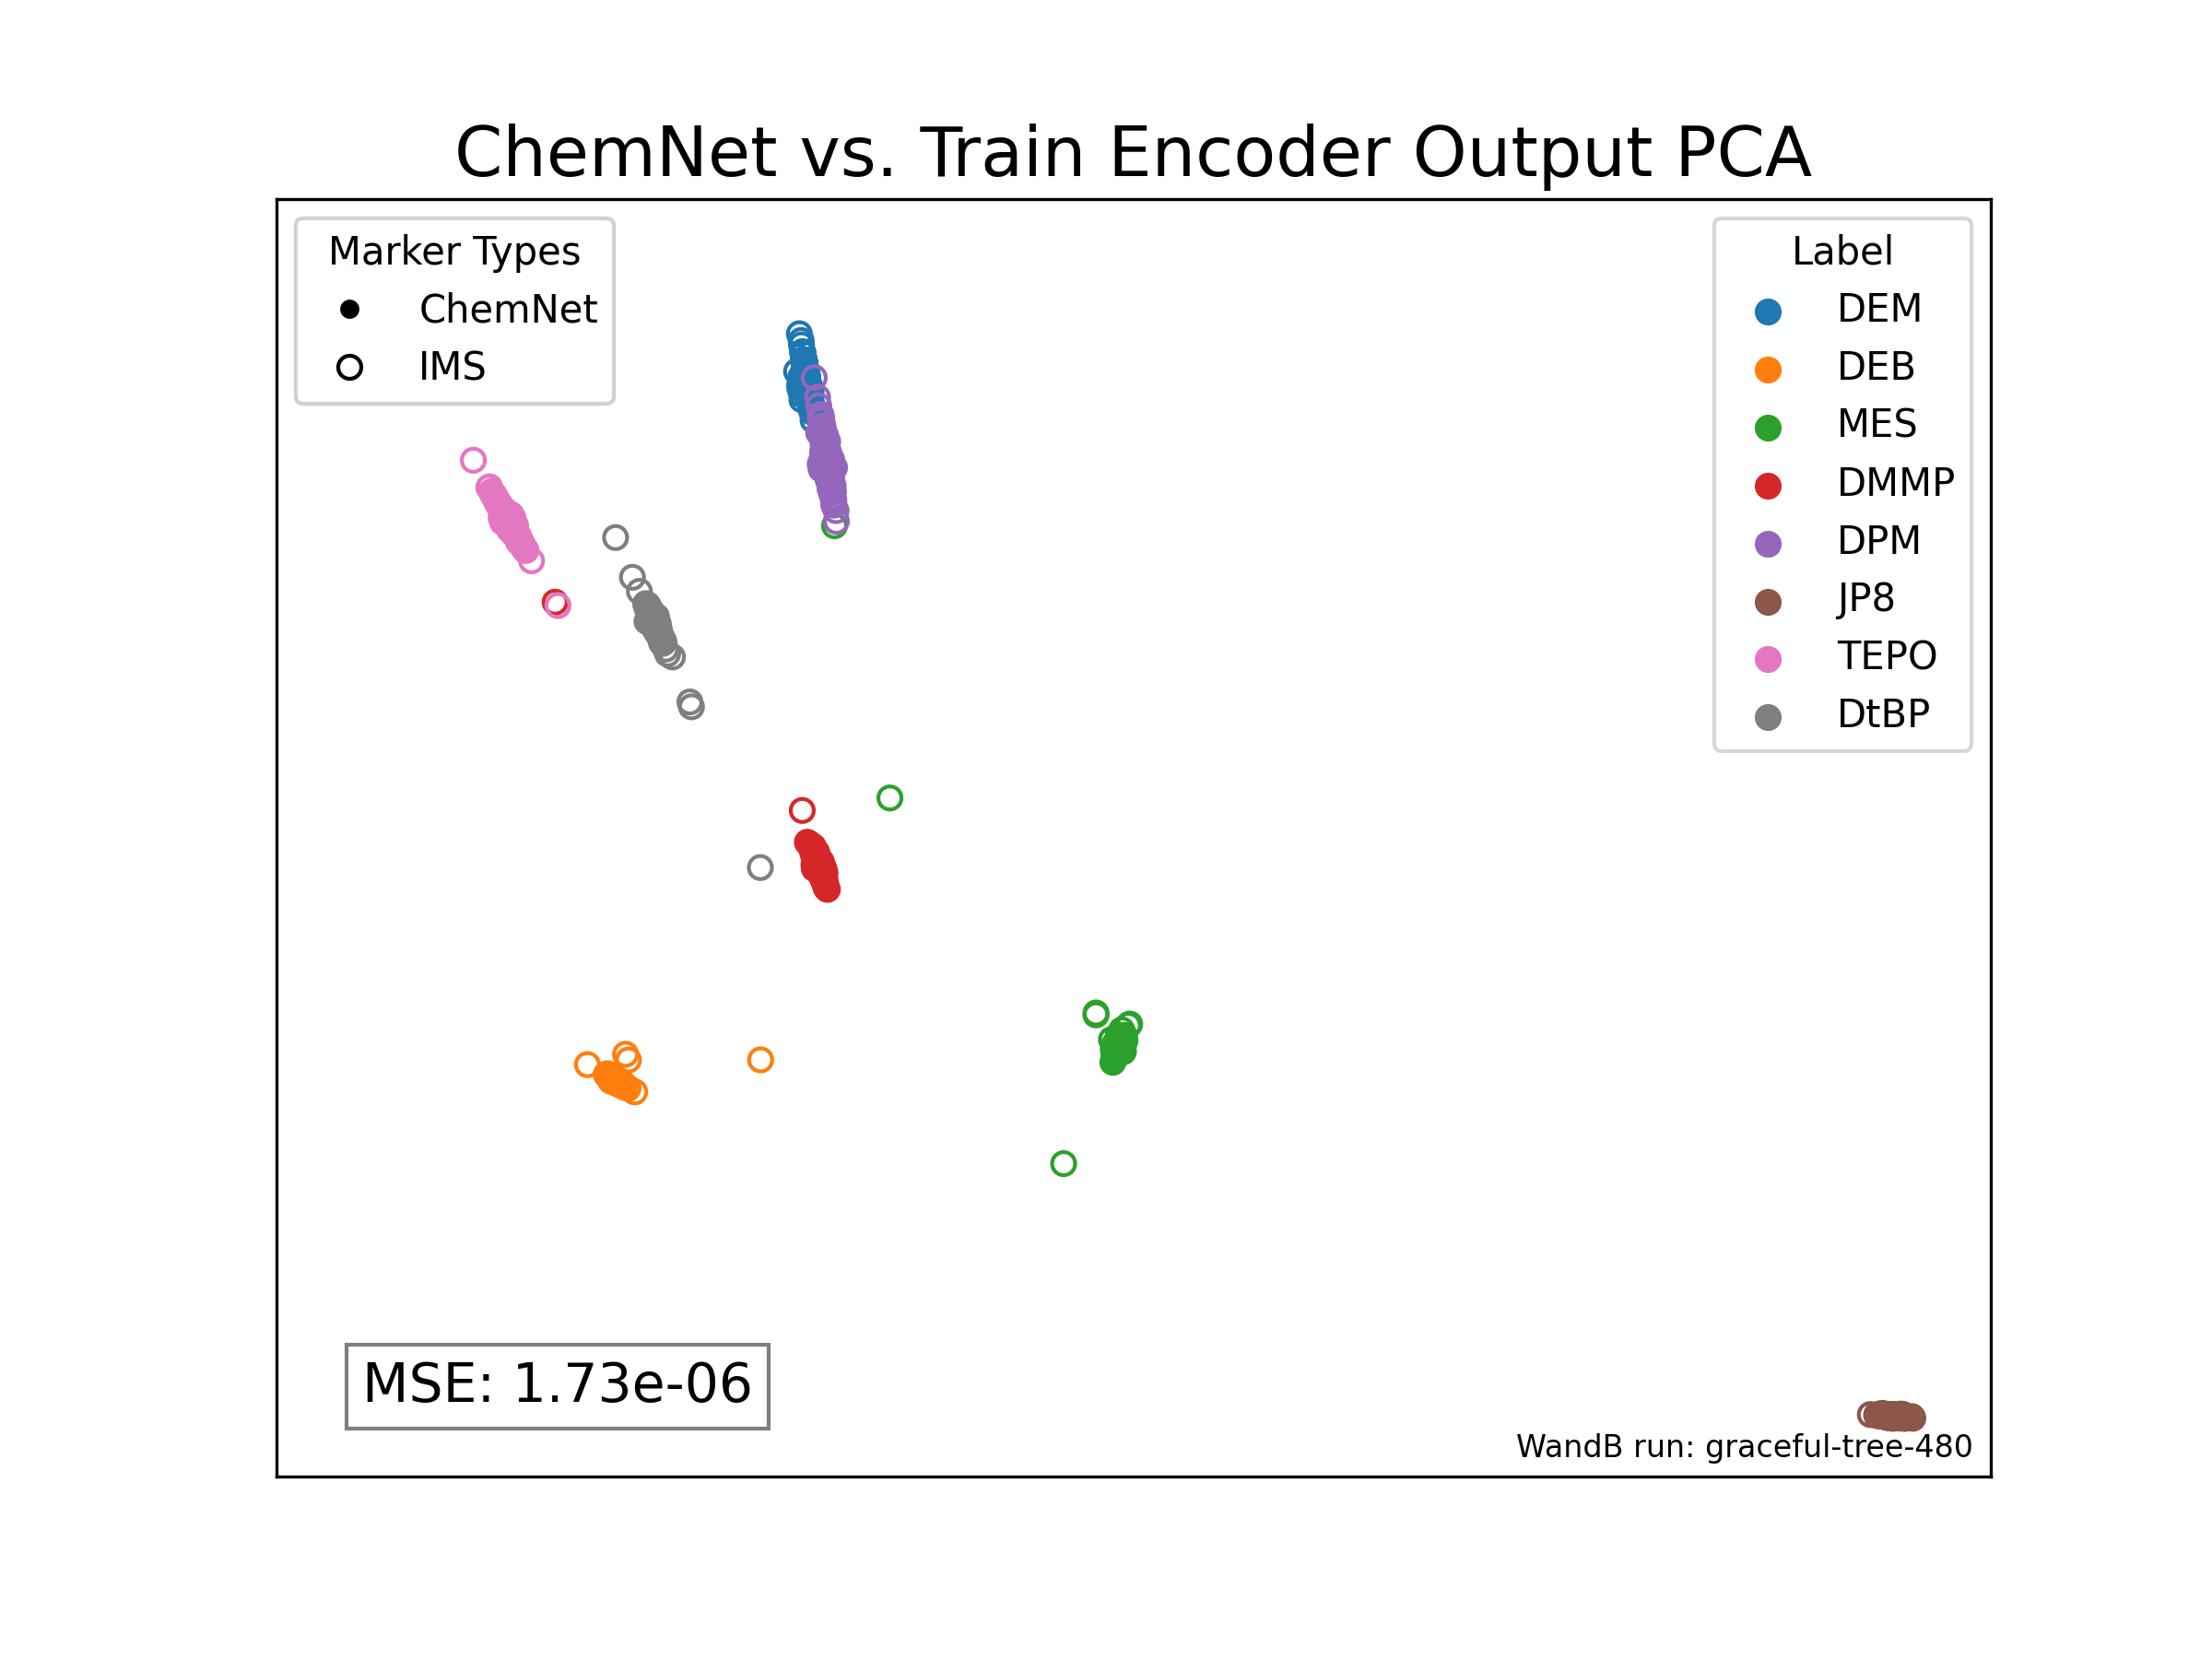 ChemNet vs. Train Encoder Output PCA
Marker Types
ChemNet
IMS
Label
DEM
DEB
MES
DMMP
DPM
JP8
TEPO
DtBP
MSE: 1.73e-06
WandB run: graceful-tree-480